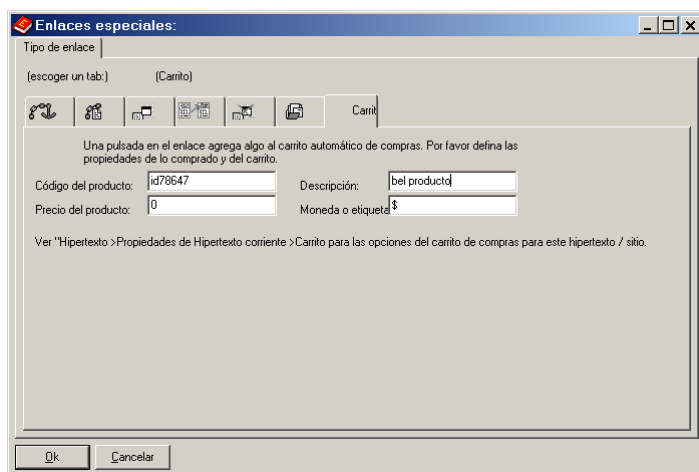 Enlaces especiales:
Tipo de enlace
(escoger un tab:) (Carrito)
Carrit
Una pulsada en el enlace agrega algo al carrito automático de compras. Por favor defina las
propiedades de lo comprado y del carrito.
Código del producto: id78647 Descripción: bel producto
Precio del producto: 0 Moneda o etiqueta $
Ver "Hipertexto >Propiedades de Hipertexto corriente >Carrito para las opciones del carrito de compras para este hipertexto / sitio.
Ok Cancelar